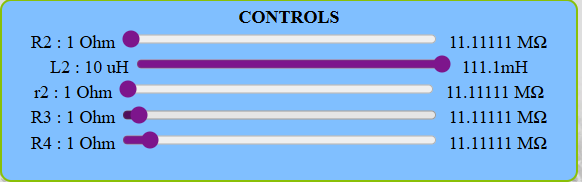 CONTROLS
R2 : 1 Ohm 11.11111 MΩ
L2 : 10 uH 111.1mH
r2 : 1 Ohm 11.11111 MΩ
R3 : 1 Ohm 11.11111 MΩ
R4 : 1 Ohm 11.11111 MΩ